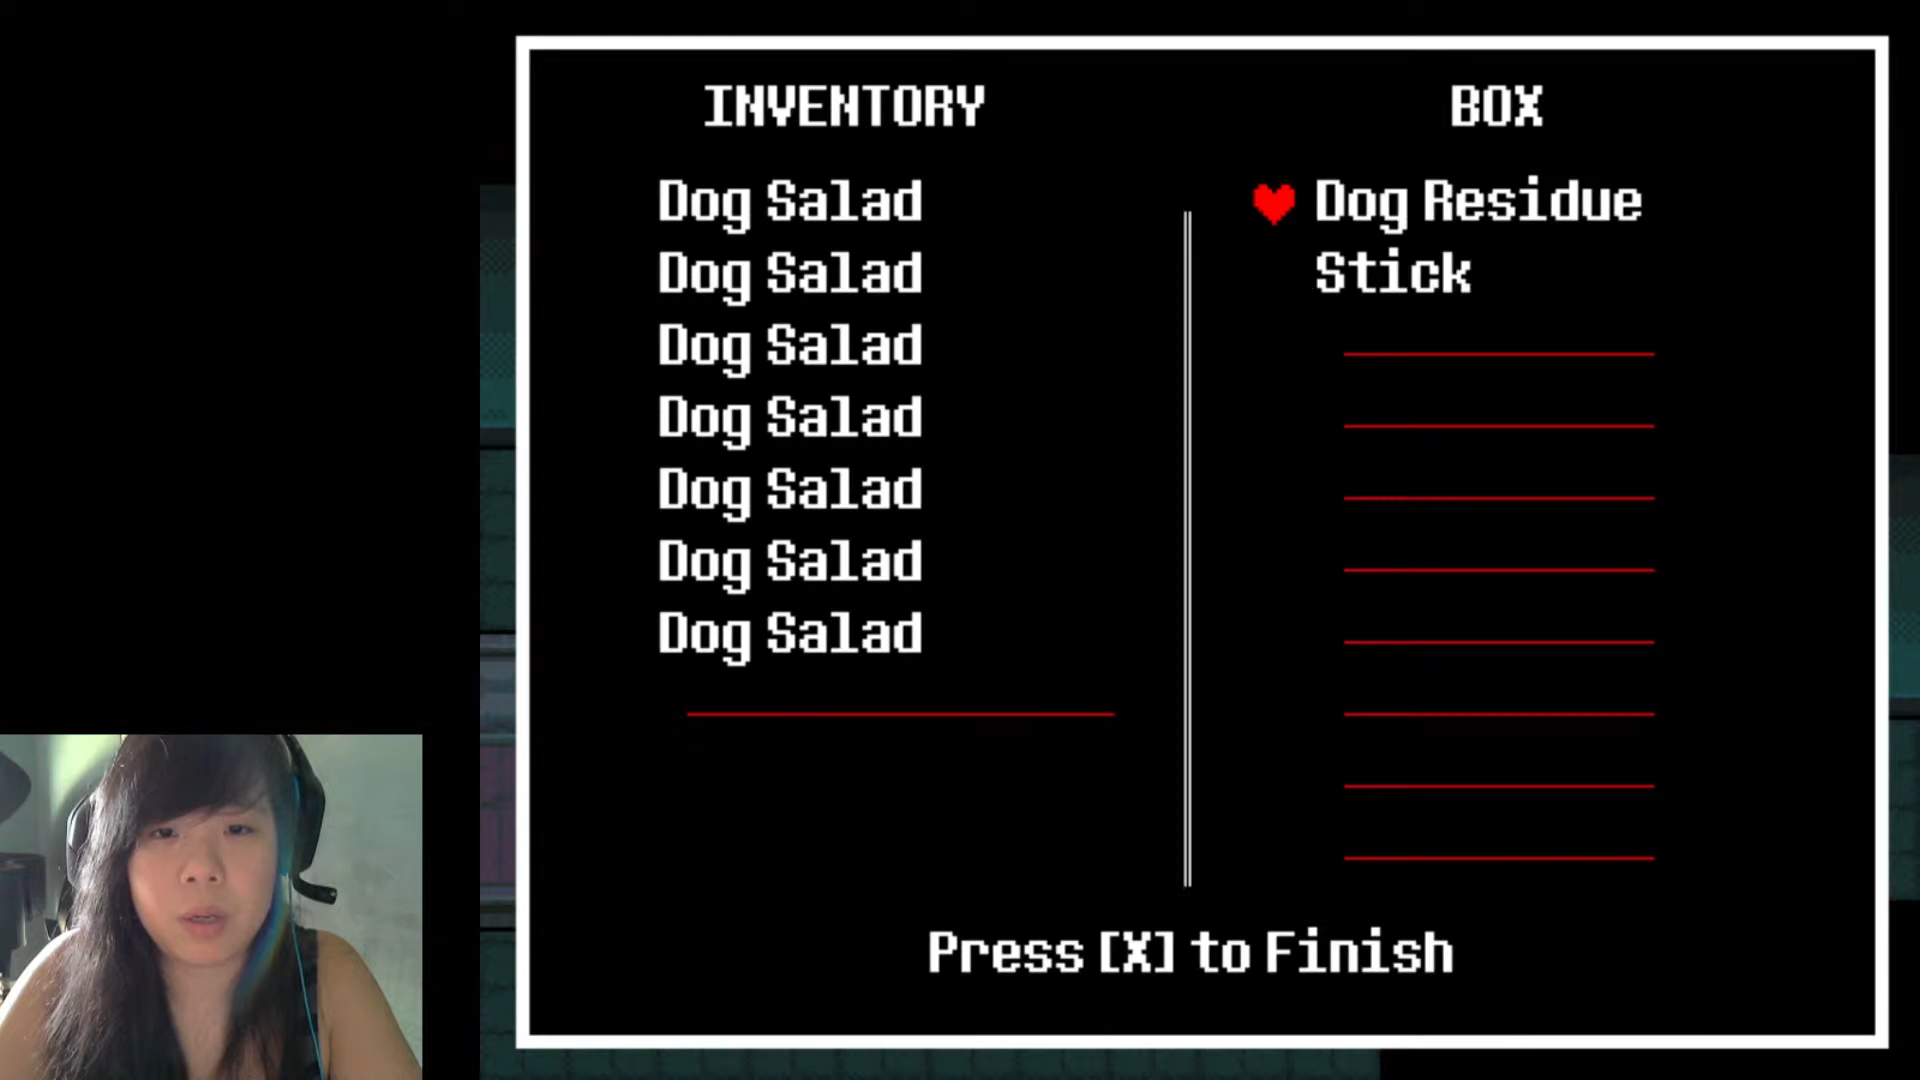 INVENTORY
BOX
Dog Salad
Dog Salad
Dog Salad
Dog Salad
Dog Salad
Dog Salad
Dog Salad
Dog Residue
Stick
Press [X] to Finish